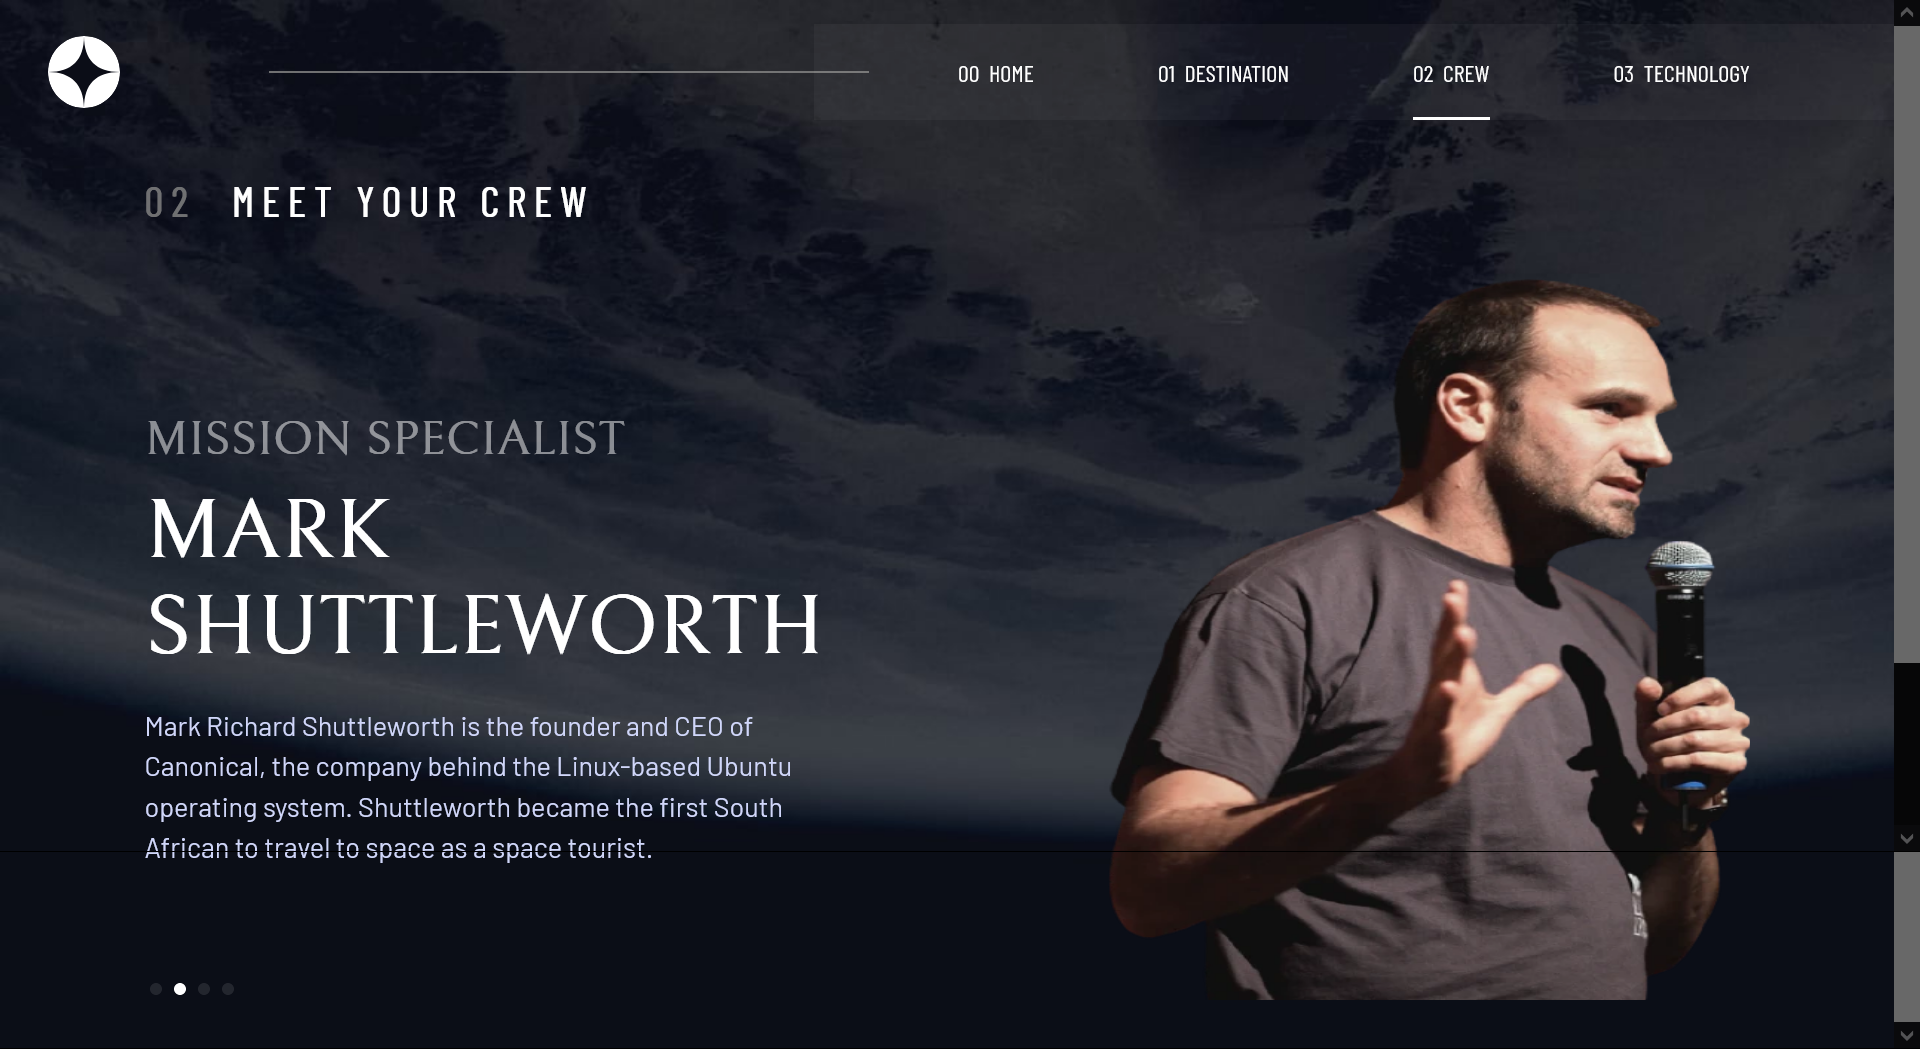 00 HOME
01 DESTINATION
02 CREW
03 TECHNOLOGY
02 MEET YOUR CREW
MISSION SPECIALIST
MARK
SHUTTLEWORTH
Mark Richard Shuttleworth is the founder and CEO of
Canonical, the company behind the Linux-based Ubuntu
operating system. Shuttleworth became the first South
African to travel to space as a space tourist.